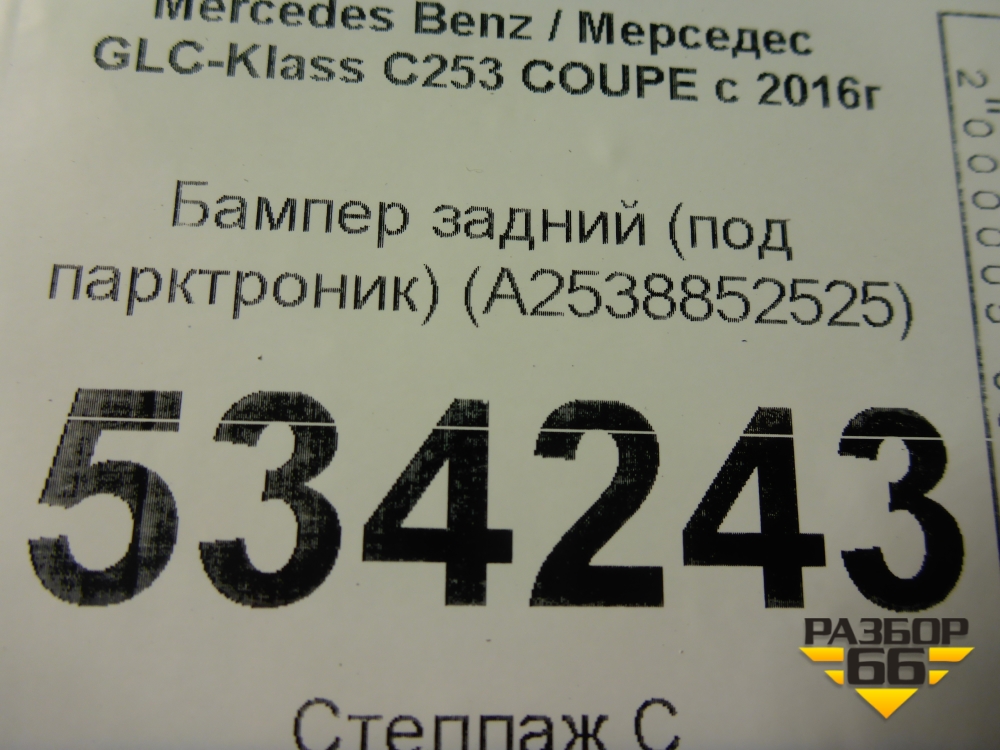 Mercedes Benz / Мерседес
GLC-Klass C253 COUPE с 2016г
Бампер задний (под
парктроник) (A2538852525)
534243
Стеллаж С
РАЗБОР
66